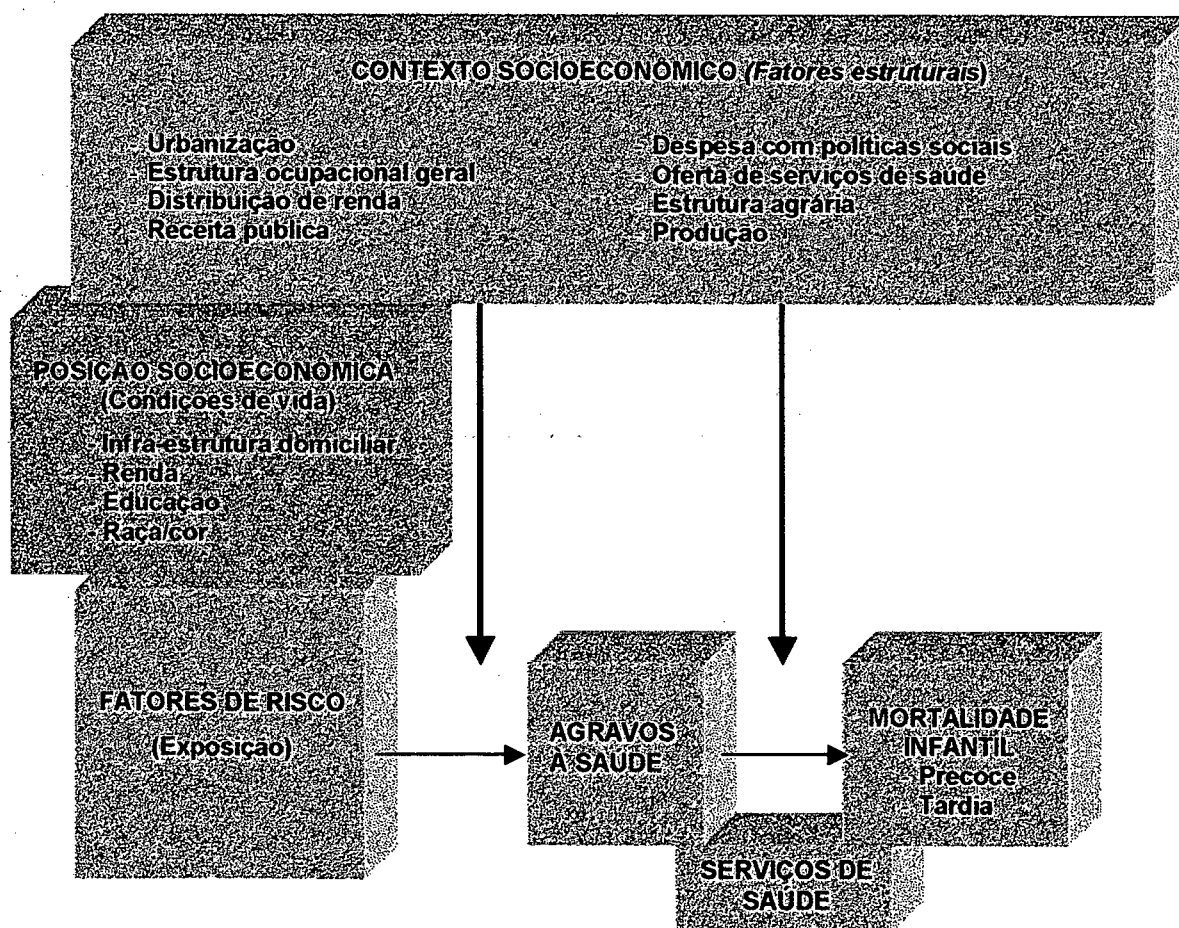 CONTEXTO SOCIOECONÔMICO (Fatores estruturais)
- Urbanização
- Estrutura ocupacional geral
- Distribuição de renda
- Receita pública
- Despesa com políticas sociais
- Oferta de serviços de saúde
- Estrutura agrária
- Produção
POSIÇÃO SOCIOECONÔMICA
(Condições de vida)
- Infra-estrutura domiciliar
- Renda
- Educação
- Raça/cor
FATORES DE RISCO
(Exposição)
AGRAVOS
À SAÚDE
MORTALIDADE
INFANTIL
- Precoce
- Tardia
SERVIÇOS DE
SAÚDE